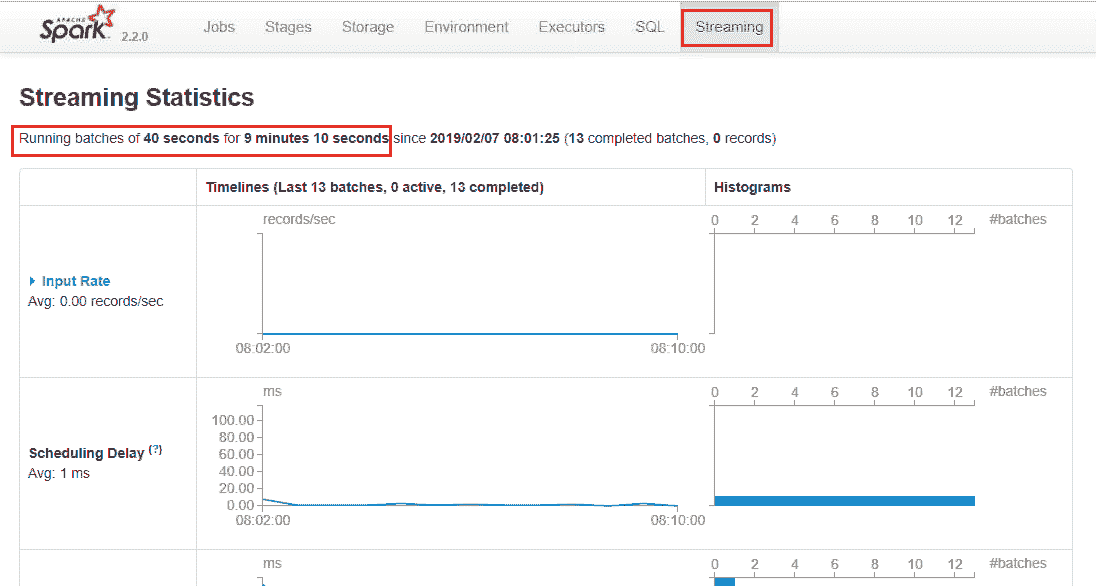 APACHE
Spark 2.2.0 Jobs Stages Storage Environment Executors SQL Streaming
Streaming Statistics
Running batches of 40 seconds for 9 minutes 10 seconds since 2019/02/07 08:01:25 (13 completed batches, 0 records)
Timelines (Last 13 batches, 0 active, 13 completed) Histograms
Input Rate
Avg: 0.00 records/sec
records/sec
08:02:00 08:10:00
0 2 4 6 8 10 12 #batches
Scheduling Delay (?)
Avg: 1 ms
ms
100.00
80.00
60.00
40.00
20.00
0.00
08:02:00 08:10:00
0 2 4 6 8 10 12 #batches
ms
0 2 4 6 8 10 12 #batches